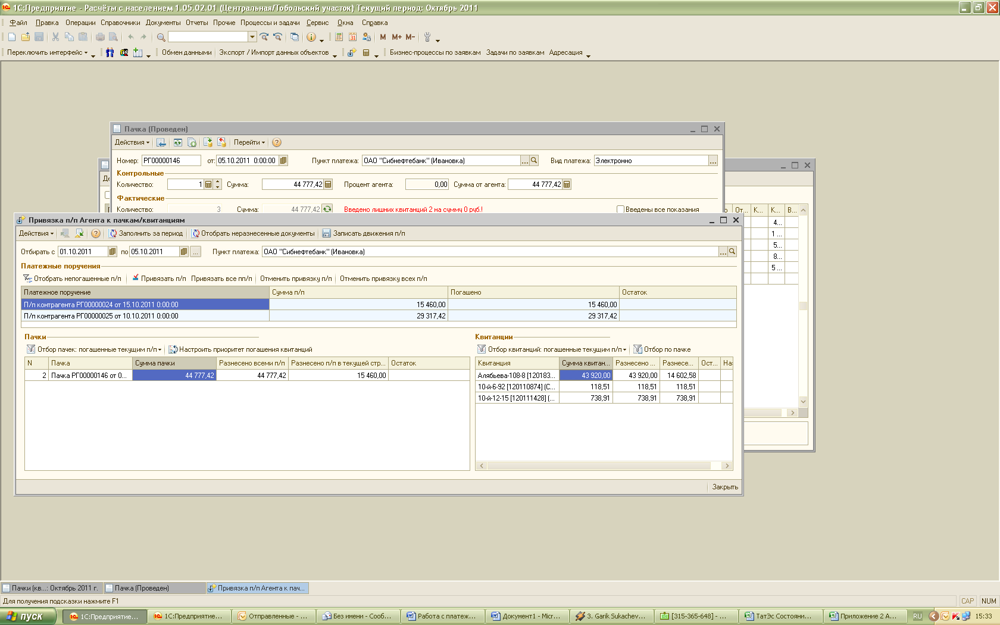 1С:Предприятие - Расчёты с населением 1.05.02.01 (Центральная/Тобольский участок) Текущий период: Октябрь 2011
Файл Правка Операции Справочники Документы Отчеты Прочие Процессы и задачи Сервис Окна Справка
M M+ M-
Переключить интерфейс Обмен данными Экспорт / Импорт данных объектов Бизнес-процессы по заявкам Задачи по заявкам Адресация
Пачка (Проведен)
Действия Перейти
Номер: РГ00000146 от: 05.10.2011 0:00:00 Пункт платежа: ОАО "Сибнефтебанк" (Ивановка) ... Вид платежа: Электронно ...
Контрольные
Количество: 1 Сумма: 44 777,42 Процент агента: 0,00 Сумма от агента: 44 777,42
Фактические
Количество: 3 Сумма: 44 777,42 Введено лишних квитанций 2 на сумму 0 руб.! Введены все показания
От... К... К... В...
4...
1 ...
5...
8...
5 ...
Привязка п/п Агента к пачкам/квитанциям
Действия Заполнить за период Отобрать неразнесенные документы Записать движения п/п
Отбирать с 01.10.2011 по 05.10.2011 ... Пункт платежа: ОАО "Сибнефтебанк" (Ивановка) ...
Платежные поручения
Отобрать непогашенные п/п Привязать п/п Привязать все пп/п Отменить привязку п/п Отменить привязку всех п/п
Платежное поручение Сумма п/п Погашено Остаток
П/п контрагента РГ00000024 от 15.10.2011 0:00:00 15 460,00 15 460,00
П/п контрагента РГ00000025 от 10.10.2011 0:00:00 29 317,42 29 317,42
Пачки
Отбор пачек: погашенные текущим п/п Настроить приоритет погашения квитанций
N Пачка Сумма пачки Разнесено всеми п/п Разнесено п/п в текущей стр... Остаток
2 Пачка РГ00000146 от 0... 44 777,42 44 777,42 15 460,00
Квитанции
Отбор квитанций: погашенные текущим п/п Отбор по пачке
Квитанция Сумма квитан... Разнесено ... Разнесе... Ост... На
Алябьева-108-8 [120183... 43 920,00 43 920,00 14 602,58
10-й-6-92 [120110874] (С... 118,51 118,51 118,51
10-й-12-15 [120111428] (... 738,91 738,91 738,91
Закрыть
Пачки (кв...: Октябрь 2011 г. Пачка (Проведен) Привязка п/п Агента к пач...
Для получения подсказки нажмите F1 CAP NUM
пуск 1С:Предприятие... 1С:Предприятие... Отправленные - ... Без имени - Сооб... Работа с платеж... Документ1 - Micr... 3. Garik Sukachev... [315-365-648] - ... ТатЭс Состояни... Приложение 2 А... RU 15:33